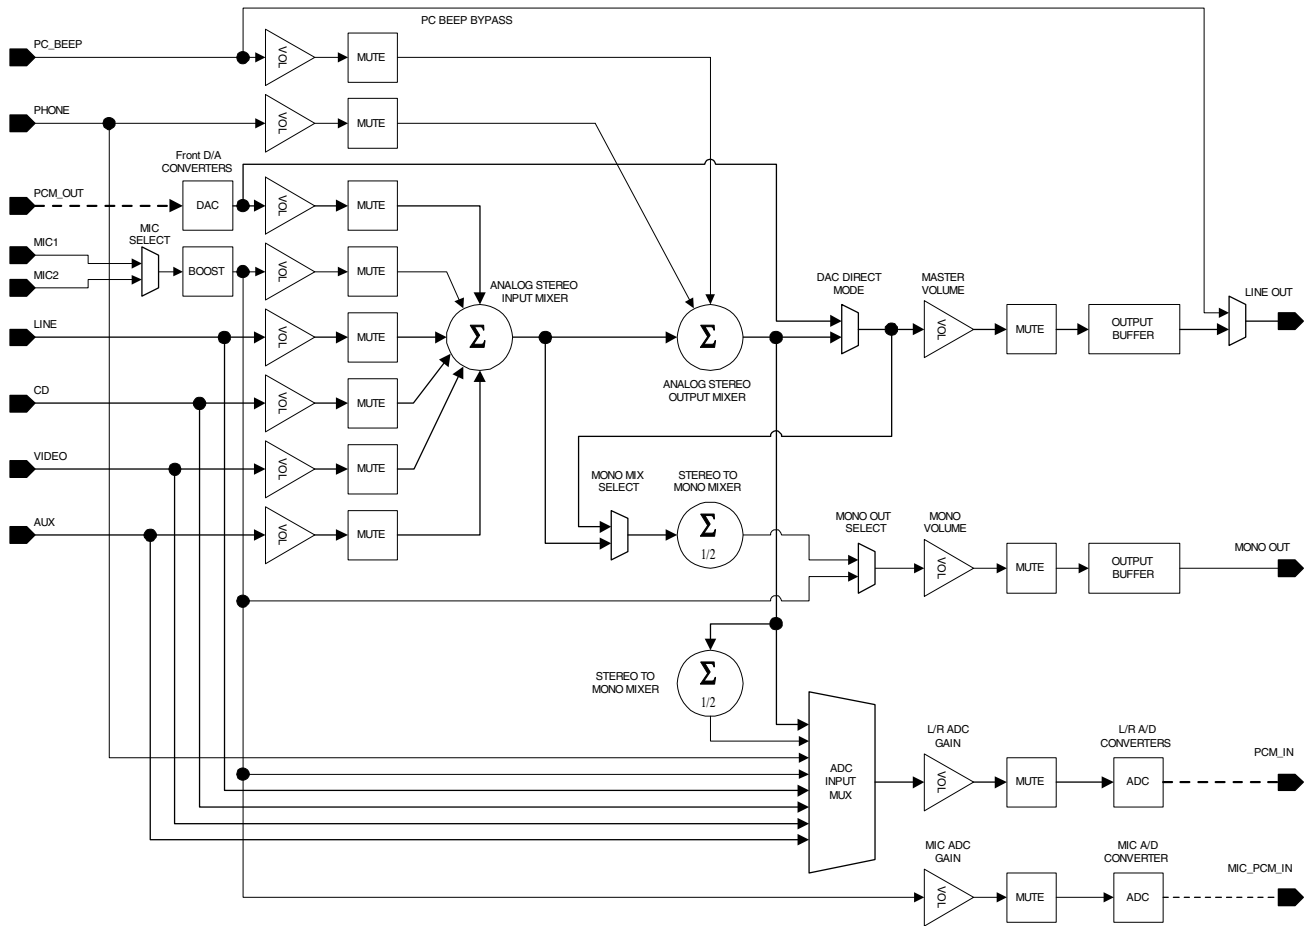 PC BEEP BYPASS
PC_BEEP
VOL
MUTE
PHONE
VOL
MUTE
Front D/A
CONVERTERS
PCM_OUT
DAC
VOL
MUTE
MIC
SELECT
MIC1
MIC2
BOOST
VOL
MUTE
ANALOG STEREO
INPUT MIXER
Σ
LINE
VOL
MUTE
Σ
ANALOG STEREO
OUTPUT MIXER
DAC DIRECT
MODE
MASTER
VOLUME
VOL
MUTE
OUTPUT
BUFFER
LINE OUT
CD
VOL
MUTE
VIDEO
VOL
MUTE
AUX
VOL
MUTE
MONO MIX
SELECT
STEREO TO
MONO MIXER
Σ
1/2
MONO OUT
SELECT
MONO
VOLUME
VOL
MUTE
OUTPUT
BUFFER
MONO OUT
STEREO TO
MONO MIXER
Σ
1/2
ADC
INPUT
MUX
L/R ADC
GAIN
VOL
MUTE
L/R A/D
CONVERTERS
ADC
PCM_IN
MIC ADC
GAIN
VOL
MUTE
MIC A/D
CONVERTER
ADC
MIC_PCM_IN